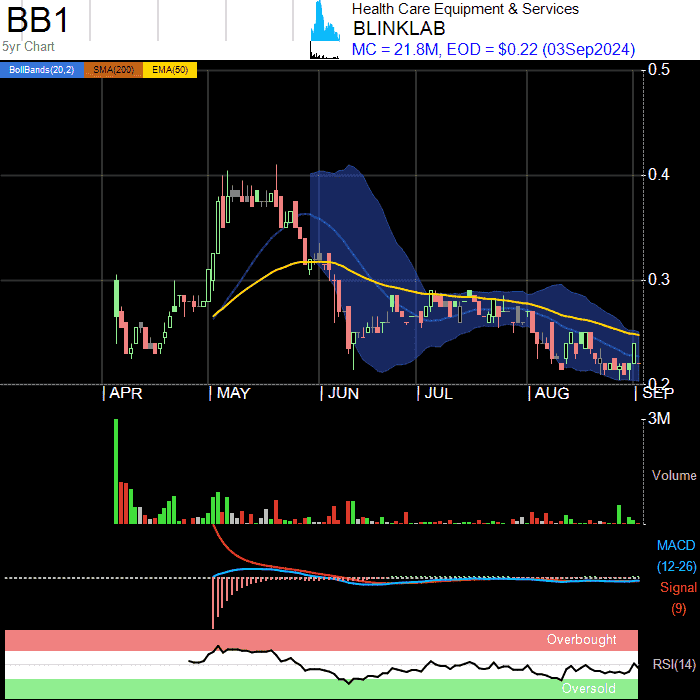 BB1
Health Care Equipment & Services
BLINKLAB
5yr Chart
MC = 21.8M, EOD = $0.22 (03Sep2024)
BollBands(20,2) SMA(200) EMA(50)
0.5
0.4
0.3
0.2
APR MAY JUN JUL AUG SEP
3M
Volume
MACD
(12-26)
Signal
(9)
Overbought
RSI(14)
Oversold